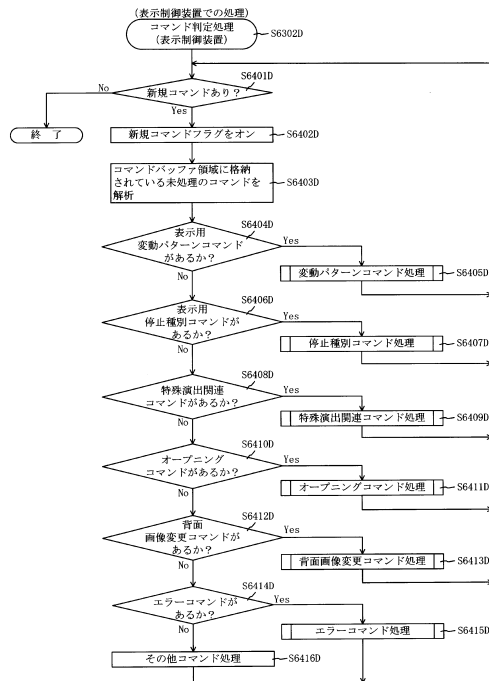 (表示制御装置での処理)
コマンド判定処理
(表示制御装置)
S6302D
S6401D
No
新規コマンドあり？
Yes
終 了
新規コマンドフラグをオン
S6402D
コマンドバッファ領域に格納
されている未処理のコマンドを
解析
S6403D
S6404D
表示用
変動パターンコマンド
があるか？
Yes
No
変動パターンコマンド処理
S6405D
S6406D
表示用
停止種別コマンドが
あるか？
Yes
No
停止種別コマンド処理
S6407D
S6408D
特殊演出関連
コマンドがあるか？
Yes
No
特殊演出関連コマンド処理
S6409D
S6410D
オープニング
コマンドがあるか？
Yes
No
オープニングコマンド処理
S6411D
S6412D
背面
画像変更コマンドが
あるか？
Yes
No
背面画像変更コマンド処理
S6413D
S6414D
エラーコマンドが
あるか？
Yes
No
エラーコマンド処理
S6415D
その他コマンド処理
S6416D